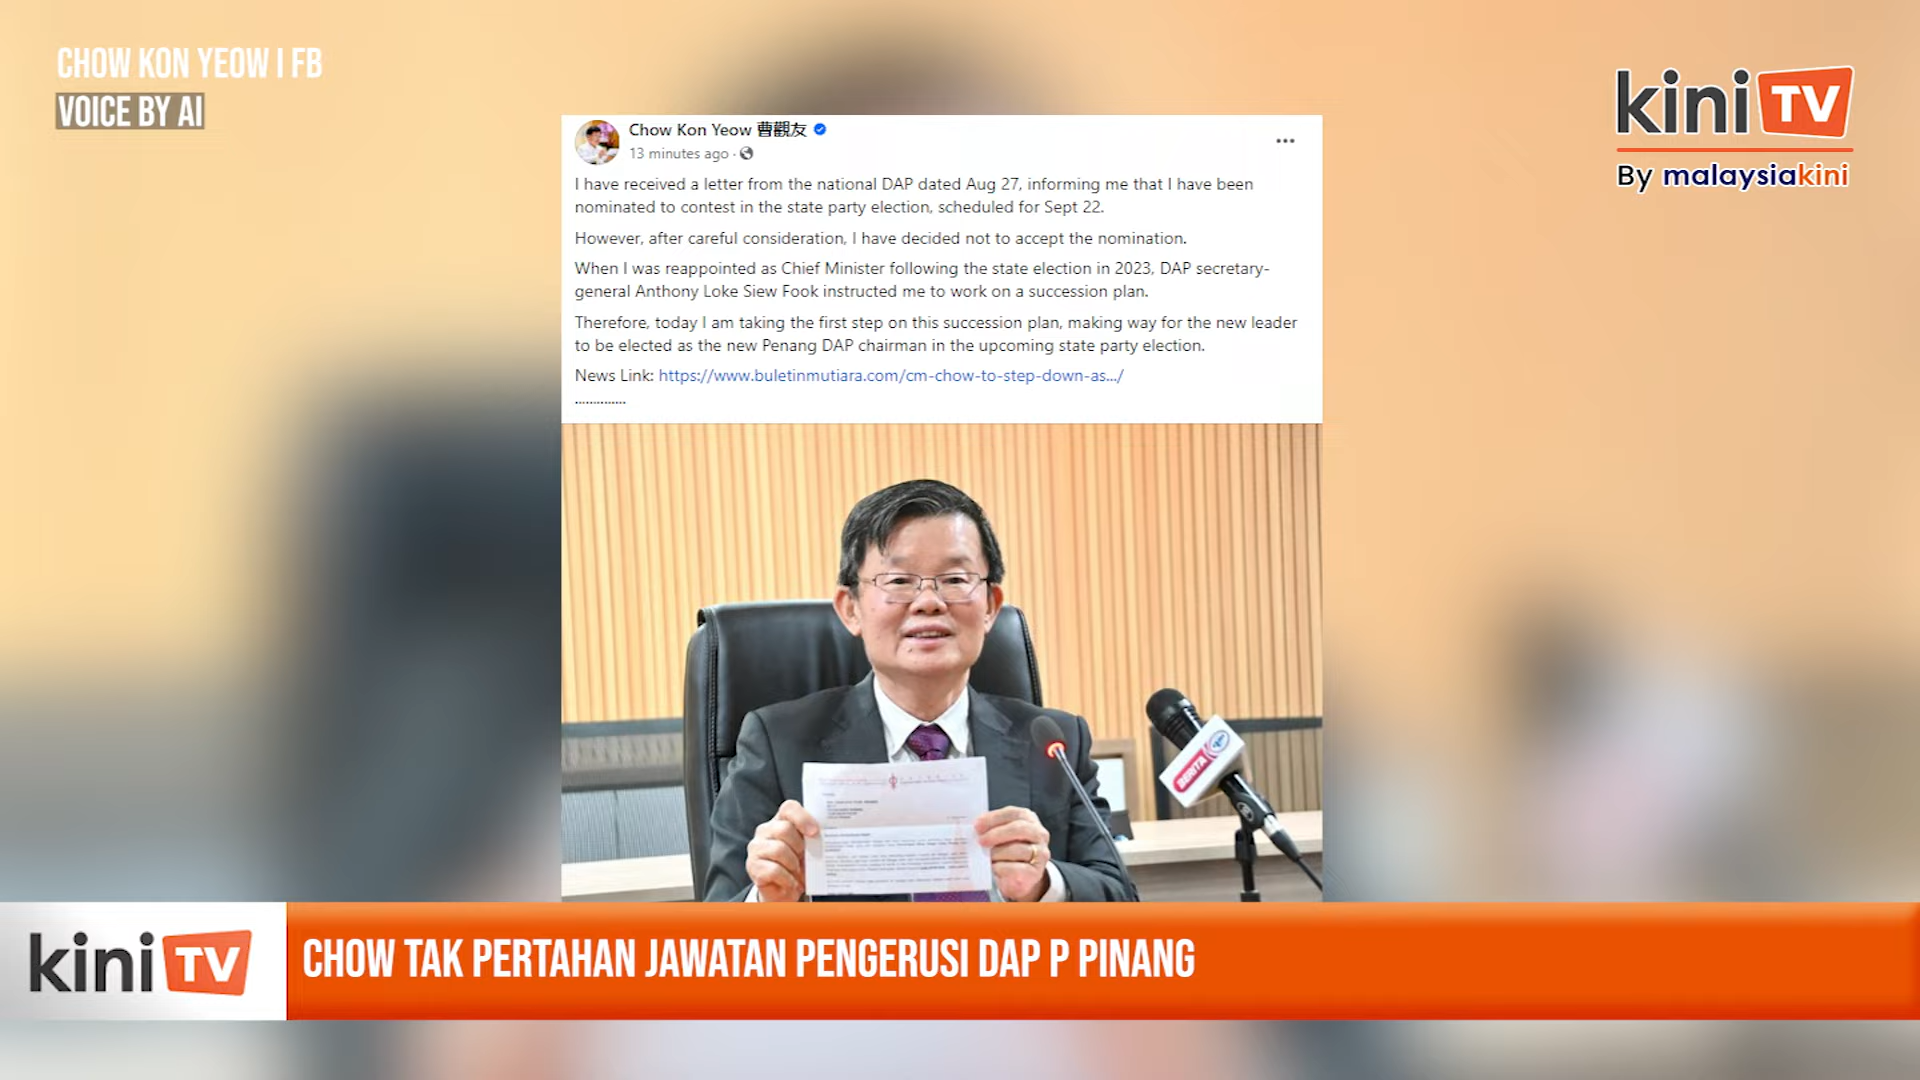 CHOW KON YEOW I FB
VOICE BY AI
kini TV
By malaysiakini
Chow Kon Yeow 曹觀友
13 minutes ago ·
I have received a letter from the national DAP dated Aug 27, informing me that I have been
nominated to contest in the state party election, scheduled for Sept 22.
However, after careful consideration, I have decided not to accept the nomination.
When I was reappointed as Chief Minister following the state election in 2023, DAP secretary-
general Anthony Loke Siew Fook instructed me to work on a succession plan.
Therefore, today I am taking the first step on this succession plan, making way for the new leader
to be elected as the new Penang DAP chairman in the upcoming state party election.
News Link: https://www.buletinmutiara.com/cm-chow-to-step-down-as.../
..............
BERITA
kini TV
CHOW TAK PERTAHAN JAWATAN PENGERUSI DAP P PINANG